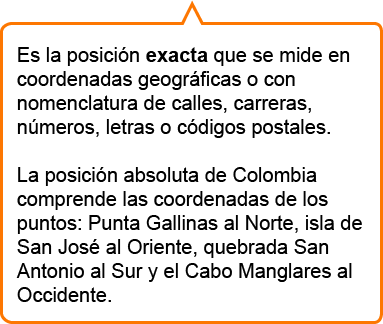 Es la posición exacta que se mide en
coordenadas geográficas o con
nomenclatura de calles, carreras,
números, letras o códigos postales.
La posición absoluta de Colombia
comprende las coordenadas de los
puntos: Punta Gallinas al Norte, isla de
San José al Oriente, quebrada San
Antonio al Sur y el Cabo Manglares al
Occidente.